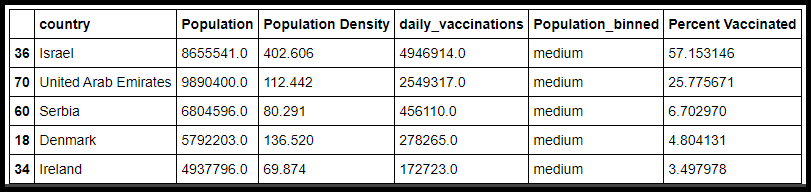 country Population Population Density daily_vaccinations Population_binned Percent Vaccinated
36 Israel 8655541.0 402.606 4946914.0 medium 57.153146
70 United Arab Emirates 9890400.0 112.442 2549317.0 medium 25.775671
60 Serbia 6804596.0 80.291 456110.0 medium 6.702970
18 Denmark 5792203.0 136.520 278265.0 medium 4.804131
34 Ireland 4937796.0 69.874 172723.0 medium 3.497978